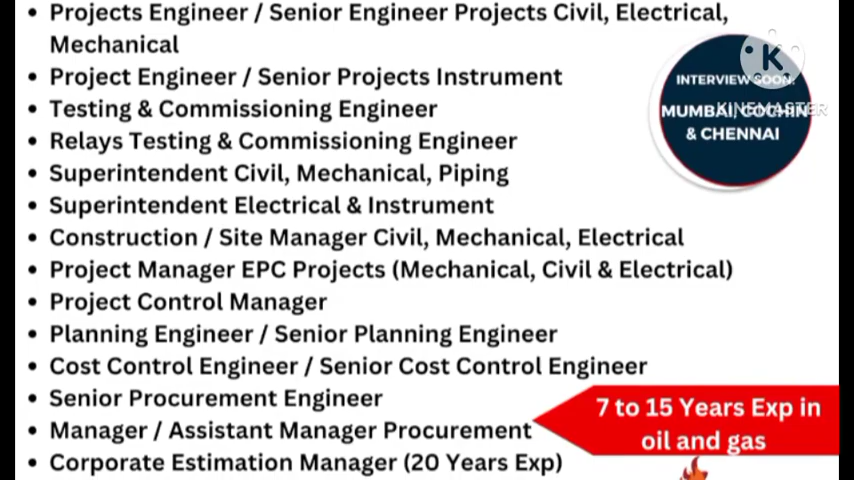 • Projects Engineer / Senior Engineer Projects Civil, Electrical,
Mechanical
• Project Engineer / Senior Projects Instrument
• Testing & Commissioning Engineer
• Relays Testing & Commissioning Engineer
• Superintendent Civil, Mechanical, Piping
• Superintendent Electrical & Instrument
• Construction / Site Manager Civil, Mechanical, Electrical
• Project Manager EPC Projects (Mechanical, Civil & Electrical)
• Project Control Manager
• Planning Engineer / Senior Planning Engineer
• Cost Control Engineer / Senior Cost Control Engineer
• Senior Procurement Engineer
• Manager / Assistant Manager Procurement
• Corporate Estimation Manager (20 Years Exp)
INTERVIEW SOON:
MUMBAI, COCHIN
& CHENNAI
K
KINEMASTER
7 to 15 Years Exp in
oil and gas